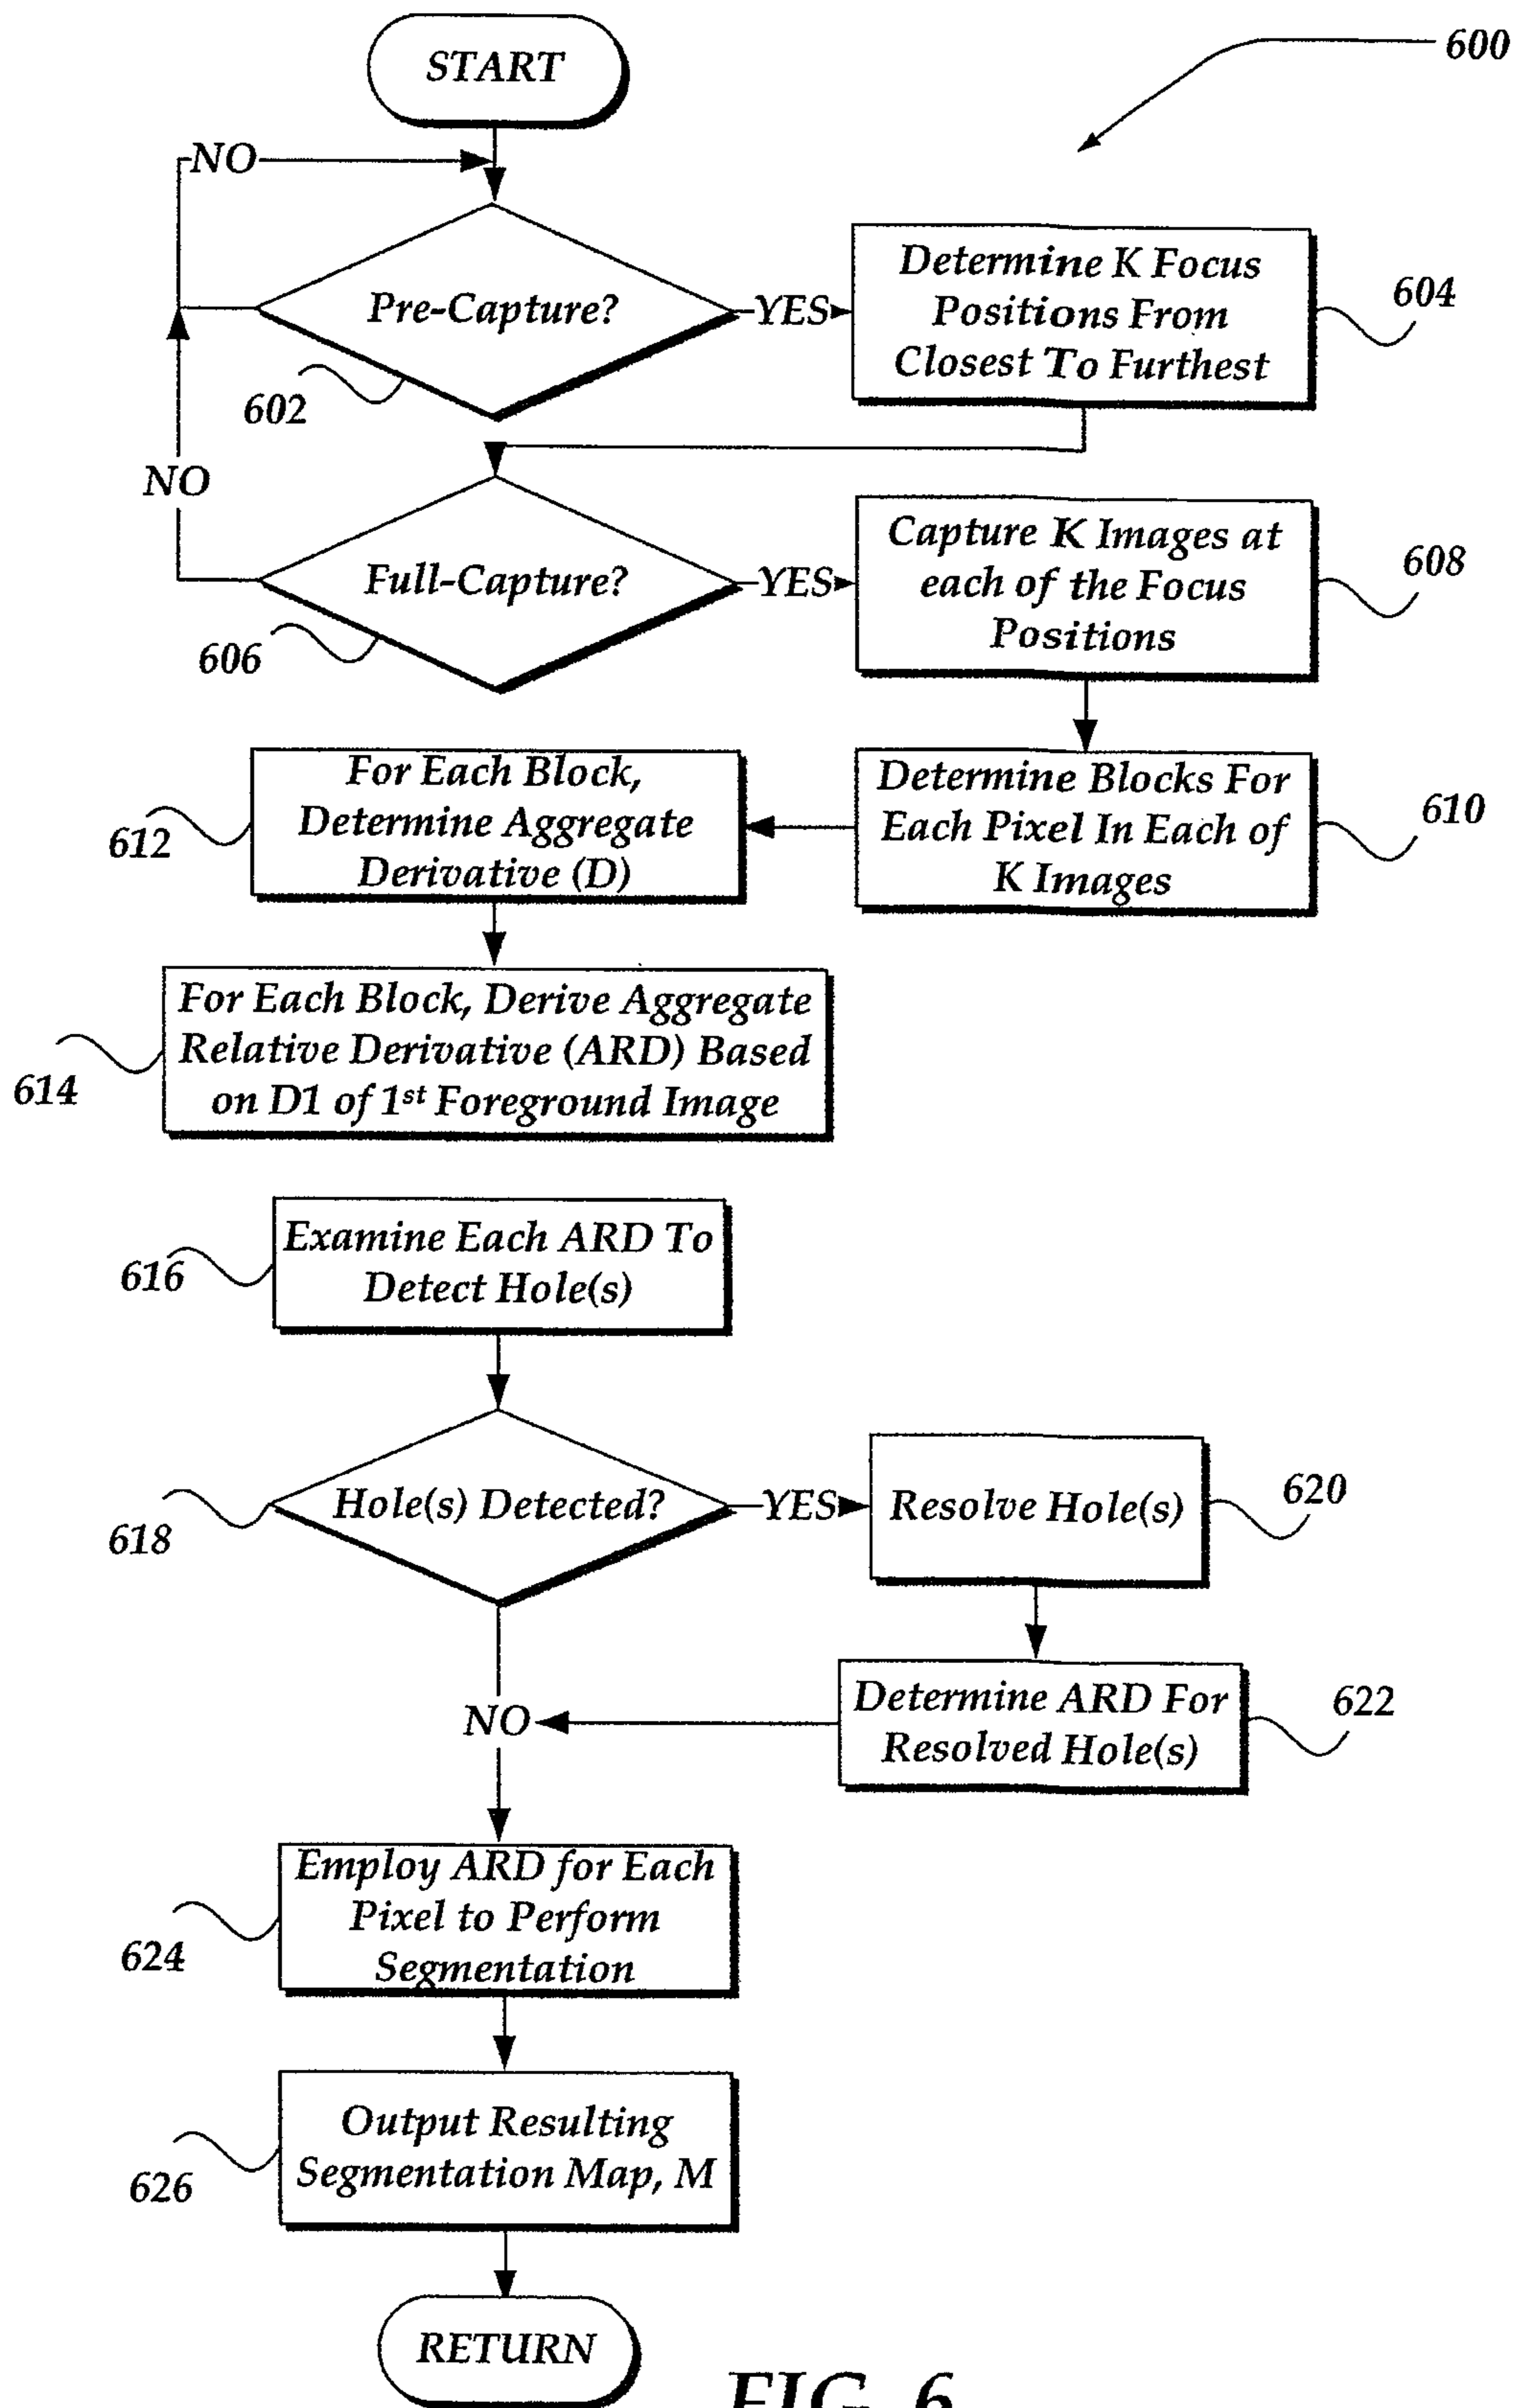 START
600
NO
Pre-Capture?
YES
Determine K Focus
Positions From
Closest To Furthest
604
602
NO
Full-Capture?
YES
Capture K Images at
each of the Focus
Positions
608
606
Determine Blocks For
Each Pixel In Each of
K Images
610
For Each Block,
Determine Aggregate
Derivative (D)
612
For Each Block, Derive Aggregate
Relative Derivative (ARD) Based
on D1 of 1st Foreground Image
614
Examine Each ARD To
Detect Hole(s)
616
Hole(s) Detected?
618
YES
Resolve Hole(s)
620
Determine ARD For
Resolved Hole(s)
622
NO
Employ ARD for Each
Pixel to Perform
Segmentation
624
Output Resulting
Segmentation Map, M
626
RETURN
FIG. 6